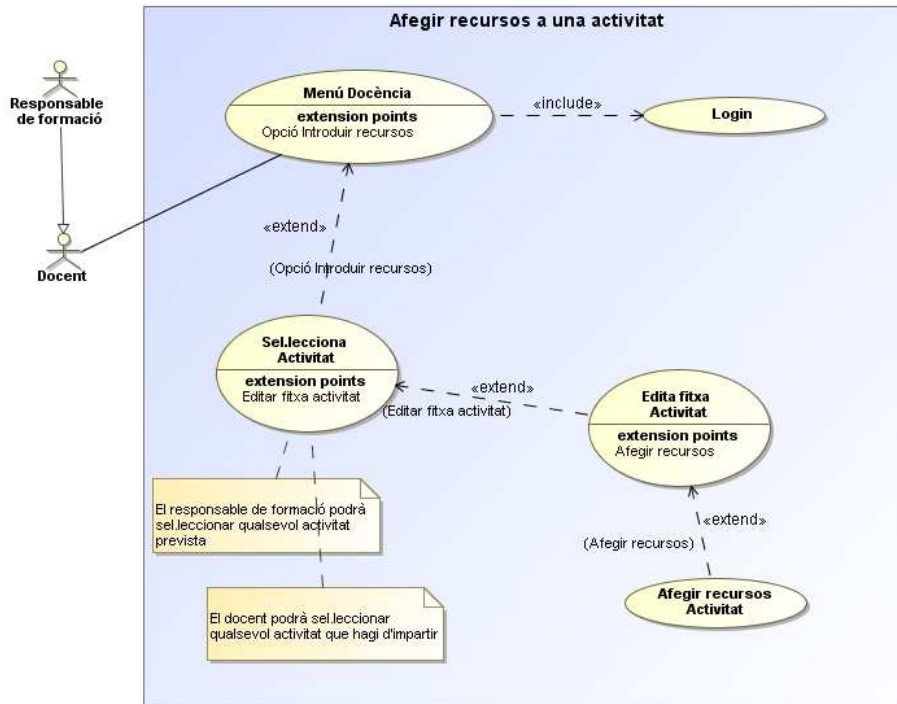 Afegir recursos a una activitat
Responsable
de formació
Docent
Menú Docència
extension points
Opció Introduir recursos
«include»
Login
«extend»
(Opció Introduir recursos)
Sel.lecciona
Activitat
extension points
Editar fitxa activitat
«extend»
(Editar fitxa activitat)
Edita fitxa
Activitat
extension points
Afegir recursos
«extend»
(Afegir recursos)
Afegir recursos
Activitat
El responsable de formació podrà
sel.leccionar qualsevol activitat
prevista
El docent podrà sel.leccionar
qualsevol activitat que hagi d'impartir